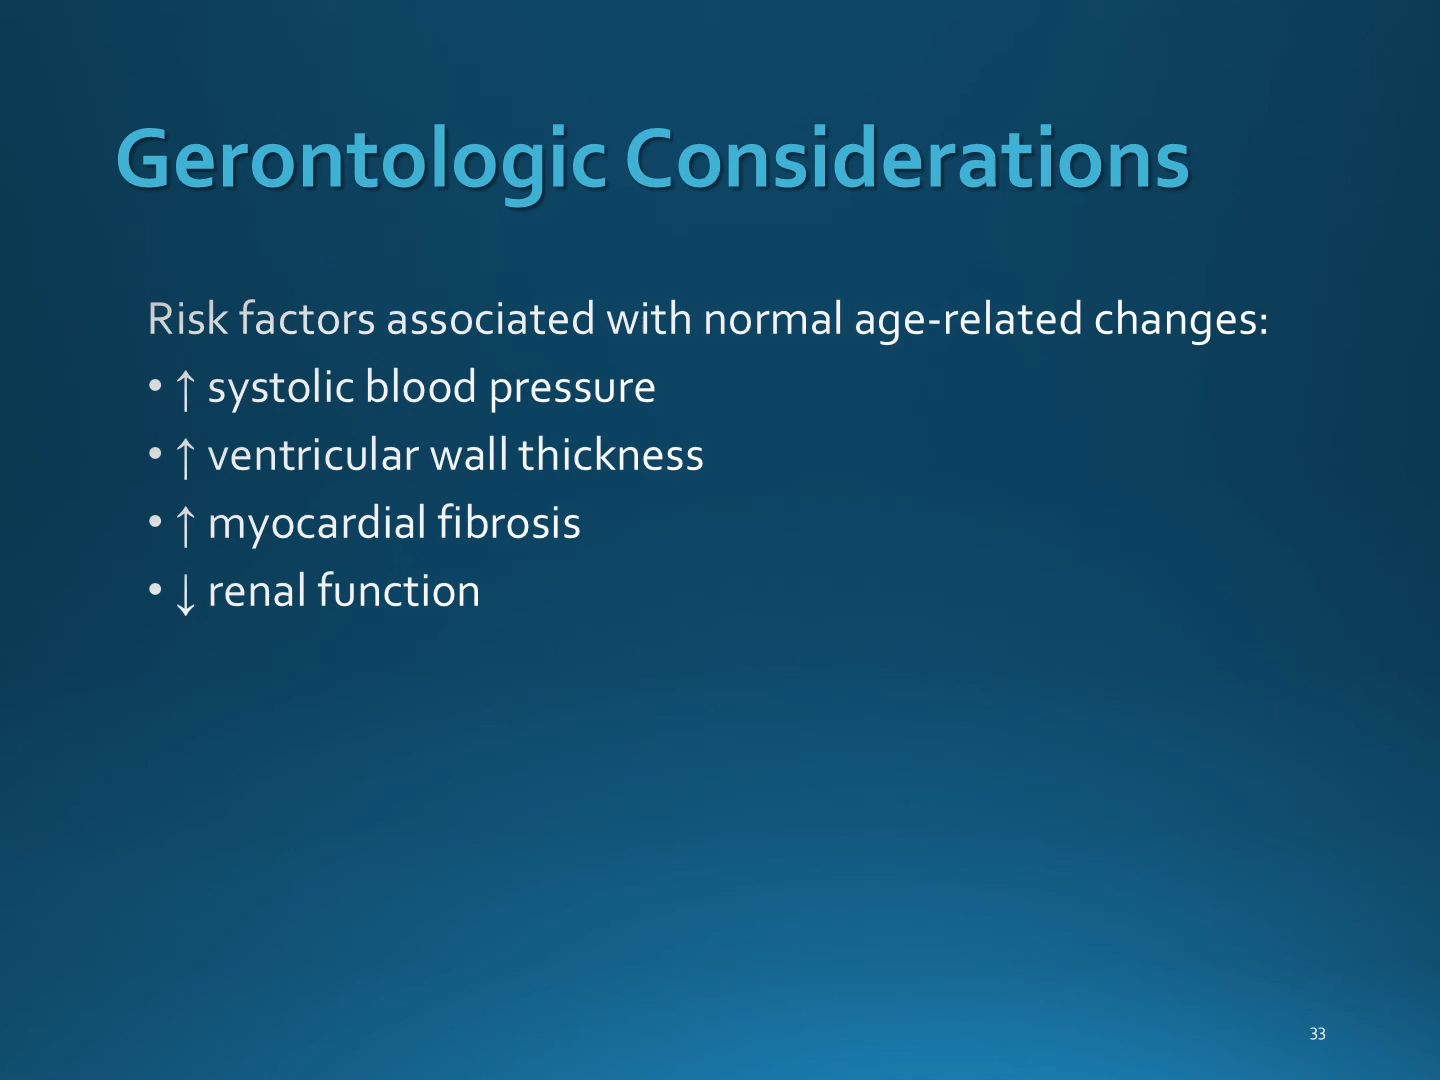 Gerontologic Considerations
Risk factors associated with normal age-related changes:
• ↑ systolic blood pressure
• ↑ ventricular wall thickness
• ↑ myocardial fibrosis
• ↓ renal function
33